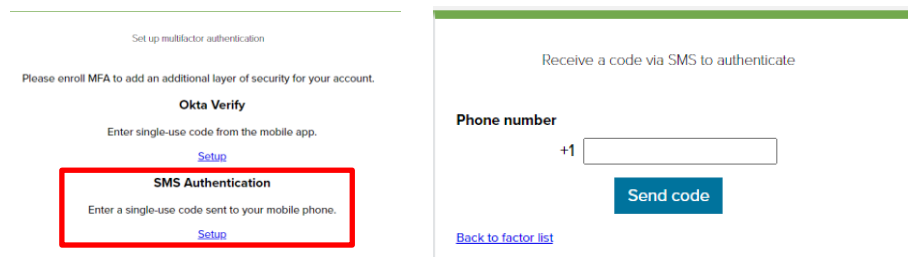 Set up multifactor authentication
Please enroll MFA to add an additional layer of security for your account.
Okta Verify
Enter single-use code from the mobile app.
Setup
SMS Authentication
Enter a single-use code sent to your mobile phone.
Setup
Receive a code via SMS to authenticate
Phone number
+1
Send code
Back to factor list